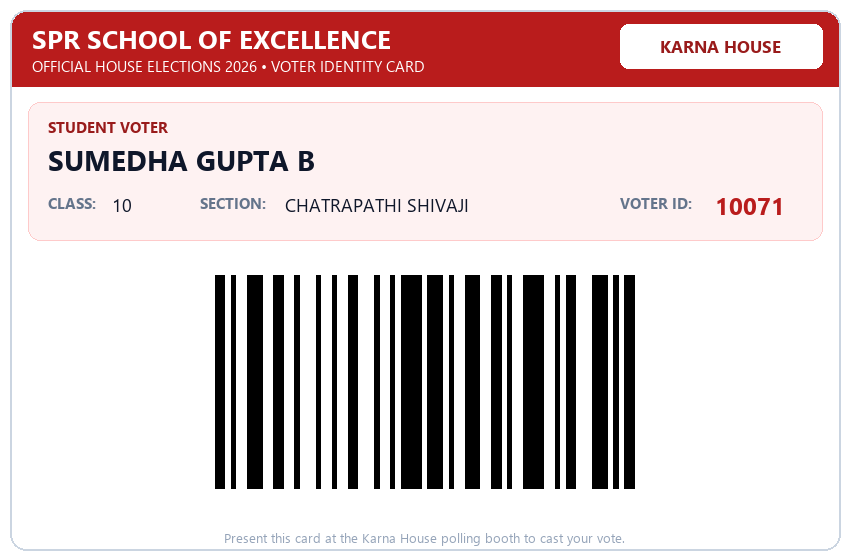 SPR SCHOOL OF EXCELLENCE
OFFICIAL HOUSE ELECTIONS 2026 • VOTER IDENTITY CARD
KARNA HOUSE
STUDENT VOTER
SUMEDHA GUPTA B
CLASS: 10 SECTION: CHATRAPATHI SHIVAJI VOTER ID: 10071
Present this card at the Karna House polling booth to cast your vote.